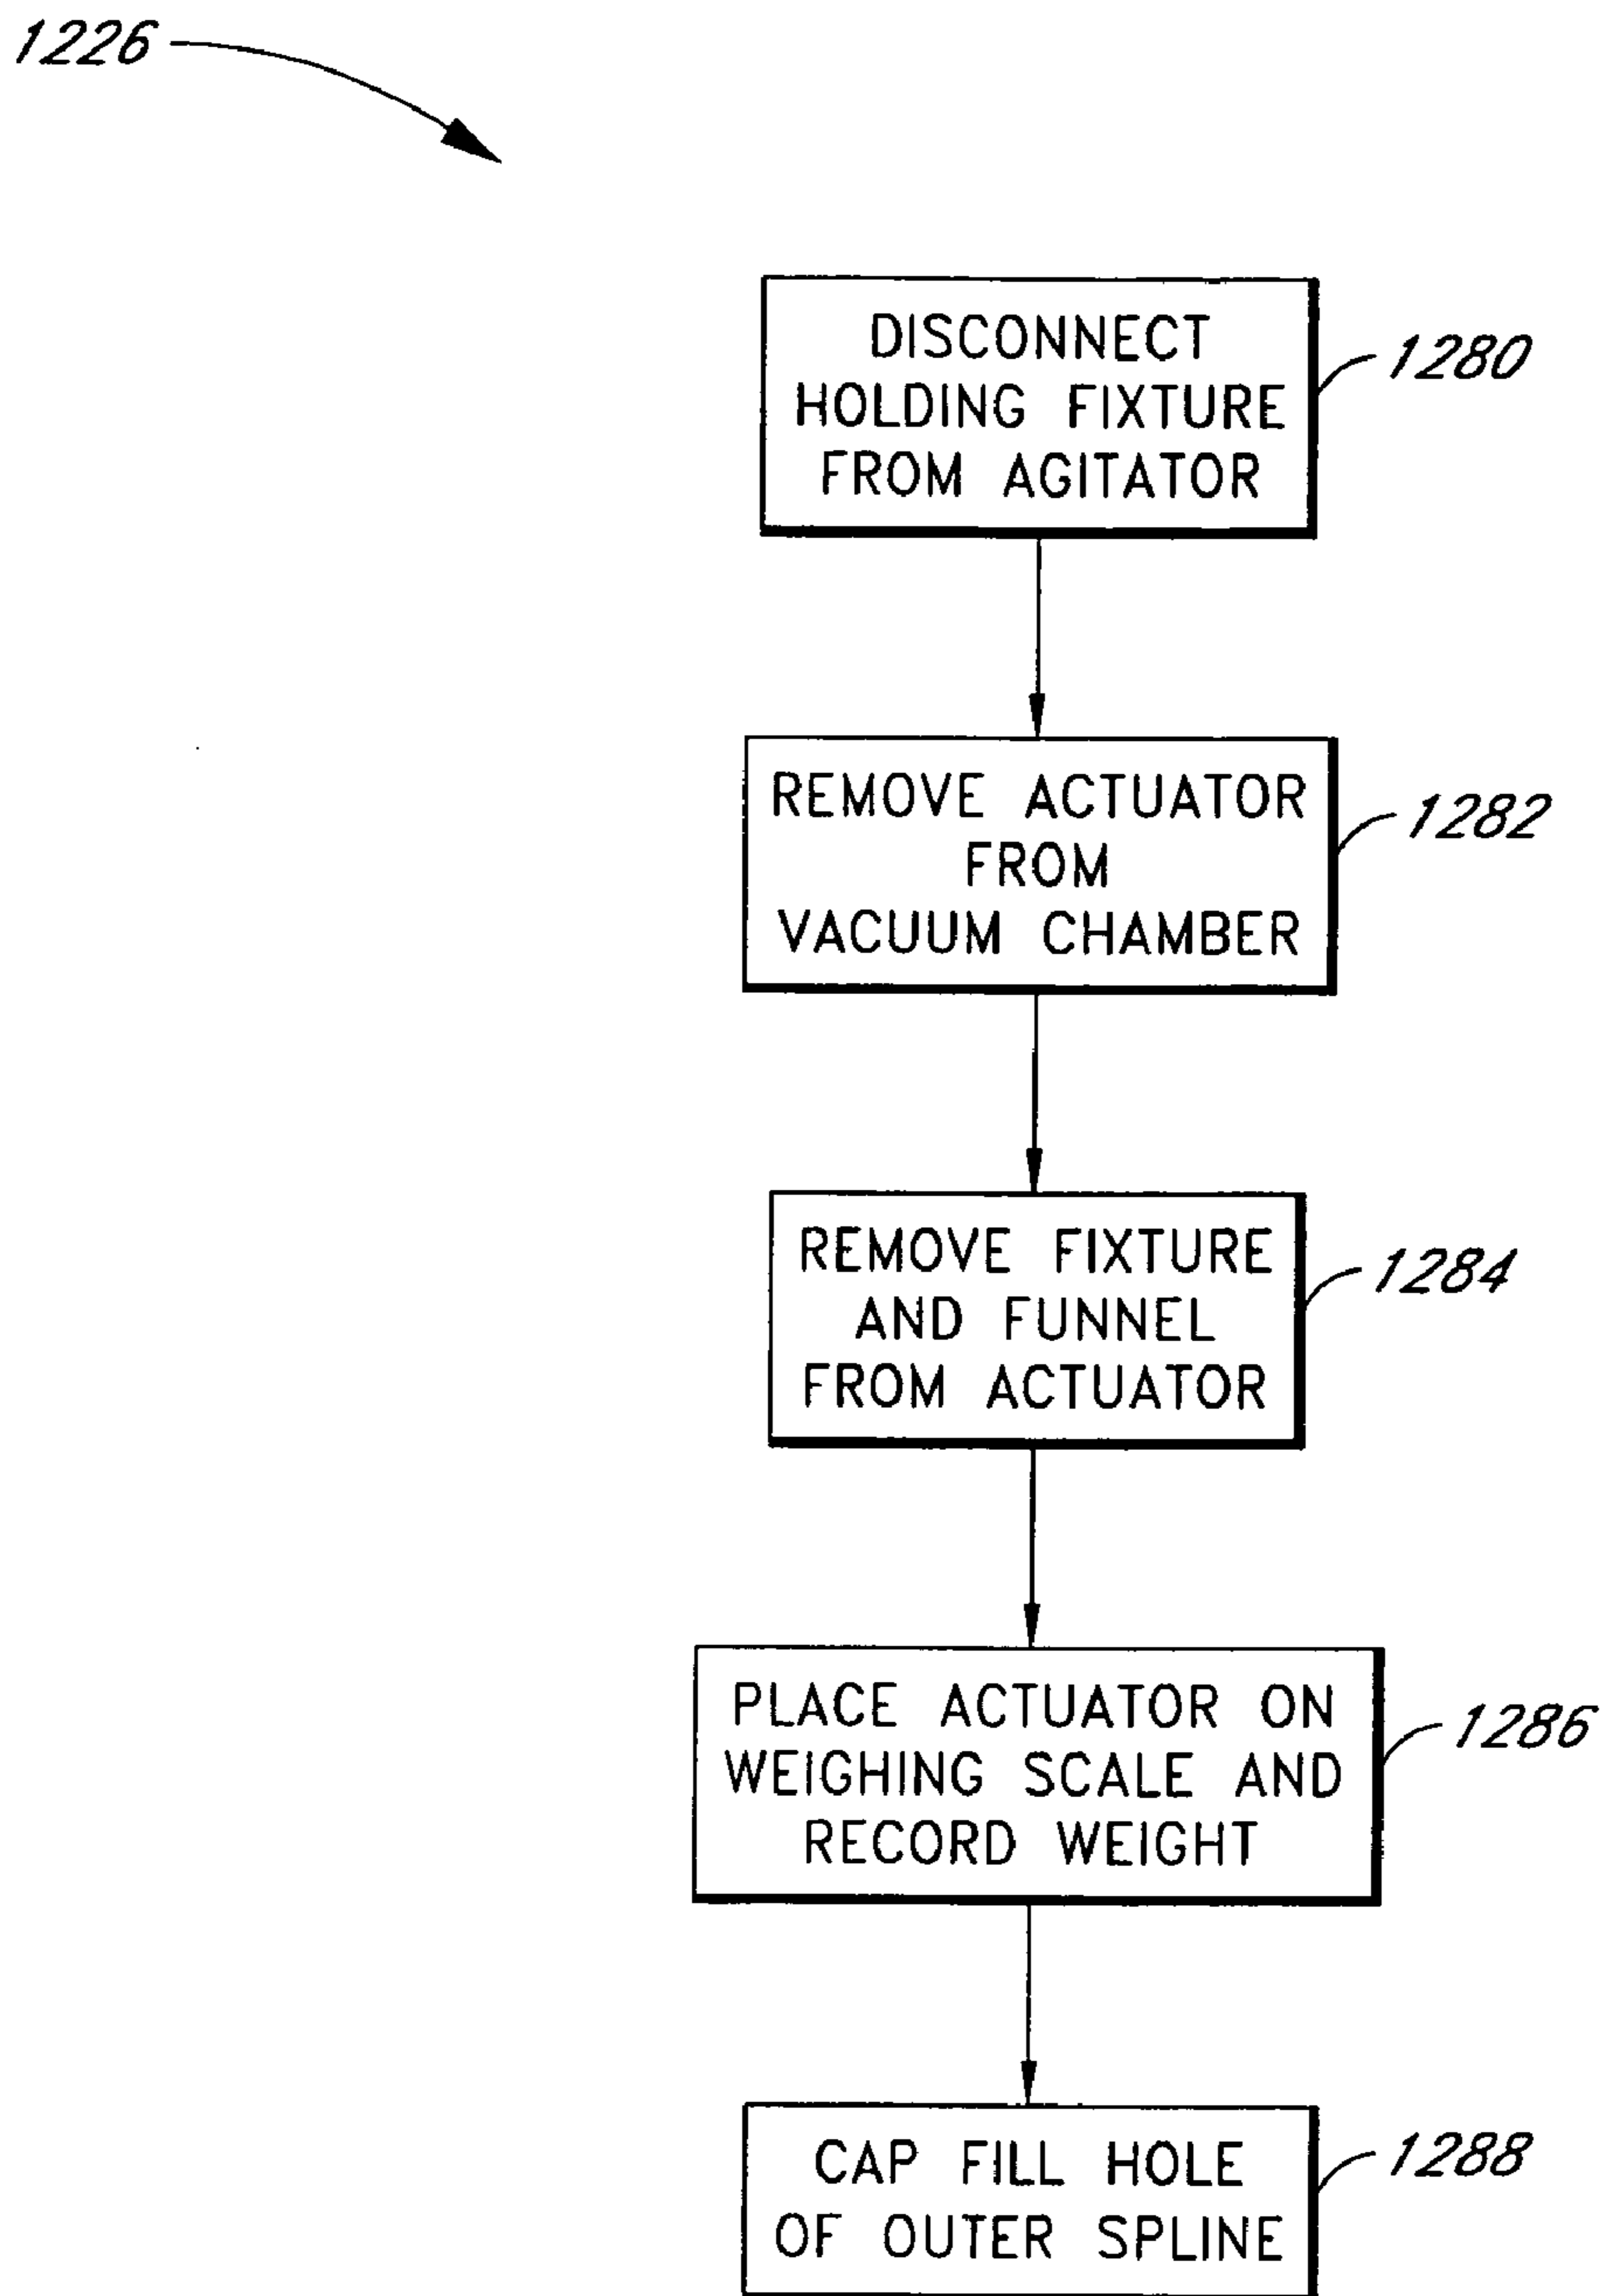 1226
DISCONNECT
HOLDING FIXTURE
FROM AGITATOR
1280
REMOVE ACTUATOR
FROM
VACUUM CHAMBER
1282
REMOVE FIXTURE
AND FUNNEL
FROM ACTUATOR
1284
PLACE ACTUATOR ON
WEIGHING SCALE AND
RECORD WEIGHT
1286
CAP FILL HOLE
OF OUTER SPLINE
1288